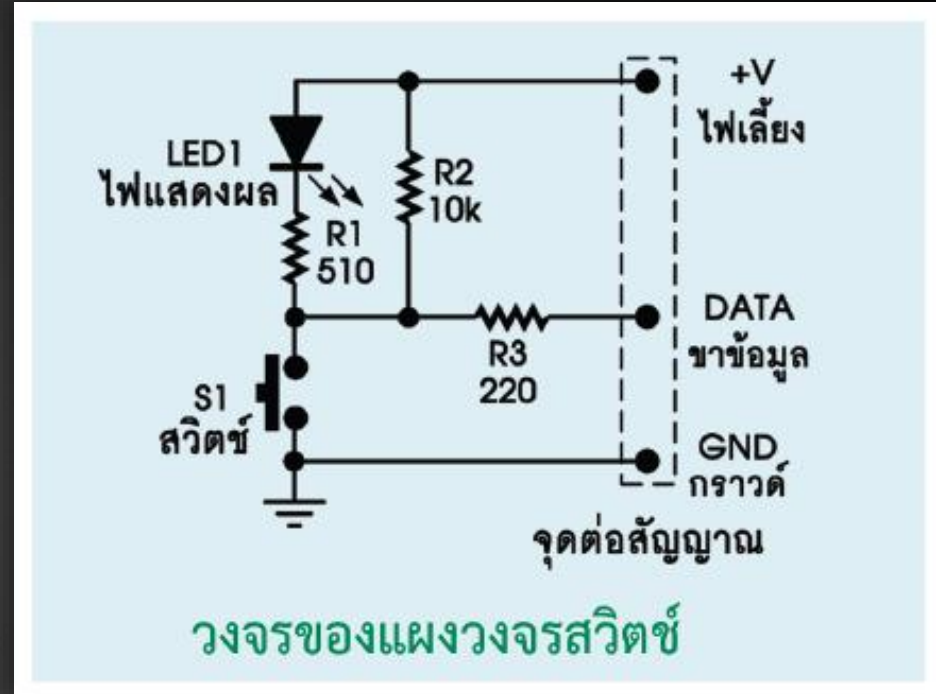 +V
ไฟเลี้ยง
LED1
ไฟแสดงผล
R2
10k
R1
510
DATA
ขาข้อมูล
R3
220
S1
สวิตช์
GND
กราวด์
จุดต่อสัญญาณ
วงจรของแผงวงจรสวิตช์